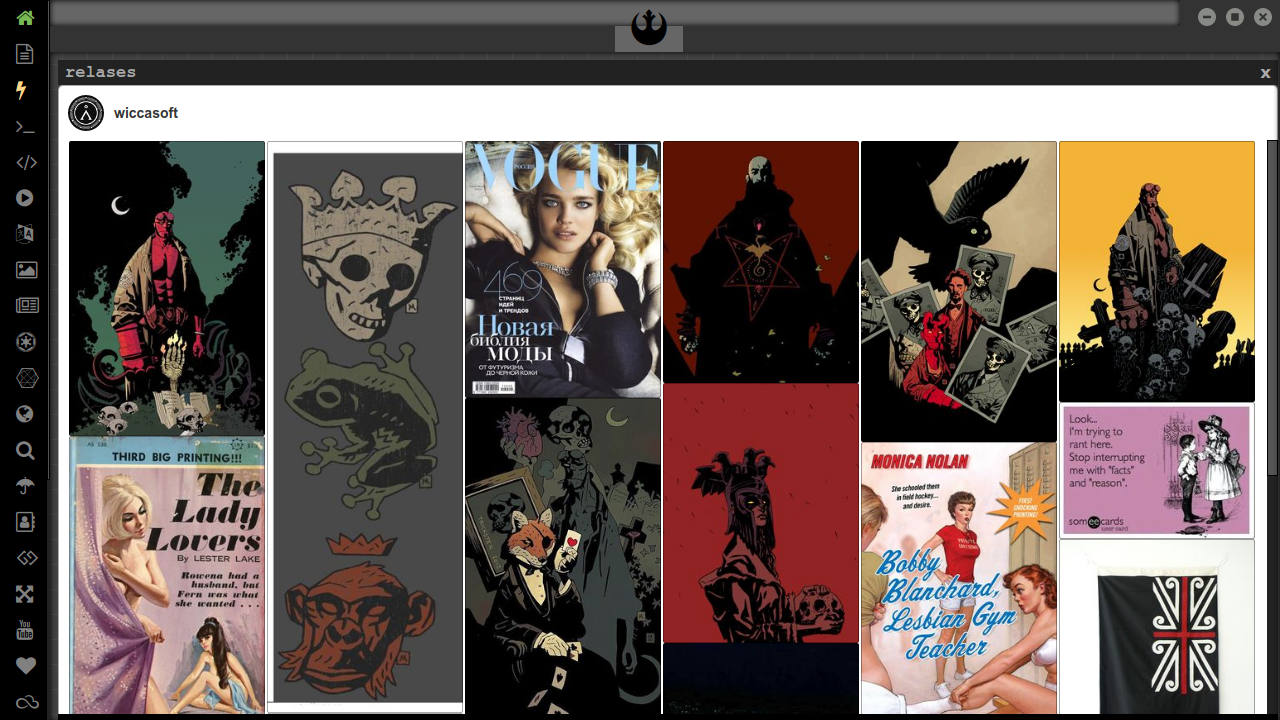 relases
x
wiccasoft
VOGUE
РОССИЯ
469
СТРАНИЦ
ИДЕЙ
И ТРЕНДОВ
Новая
библия
МОДЫ
ОТ ФУТУРИЗМА
ДО ЧЕРНОЙ КОЖИ
THIRD BIG PRINTING!!!
The
Lady
Lovers
By LESTER LAKE
Rowena had a
husband, but
Fern was what
she wanted . . .
MONICA NOLAN
She schooled them
in field hockey...
and desire.
FIRST
SHOCKING
PRINTING!
Bobby
Blanchard,
Lesbian Gym
Teacher
Look...
I'm trying to
rant here.
Stop interrupting
me with "facts"
and "reason".
someecards
user card
You
Tube